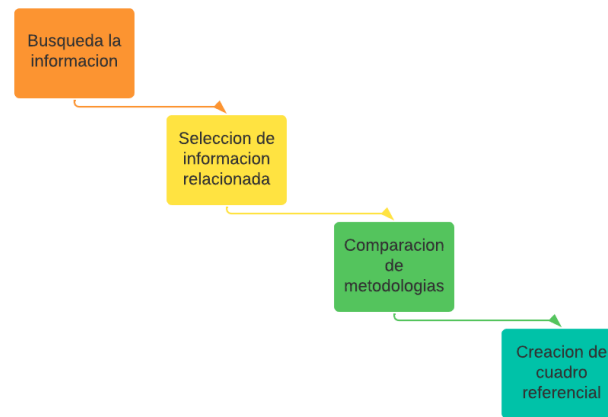 Busqueda la
informacion
Seleccion de
informacion
relacionada
Comparacion
de
metodologias
Creacion de
cuadro
referencial